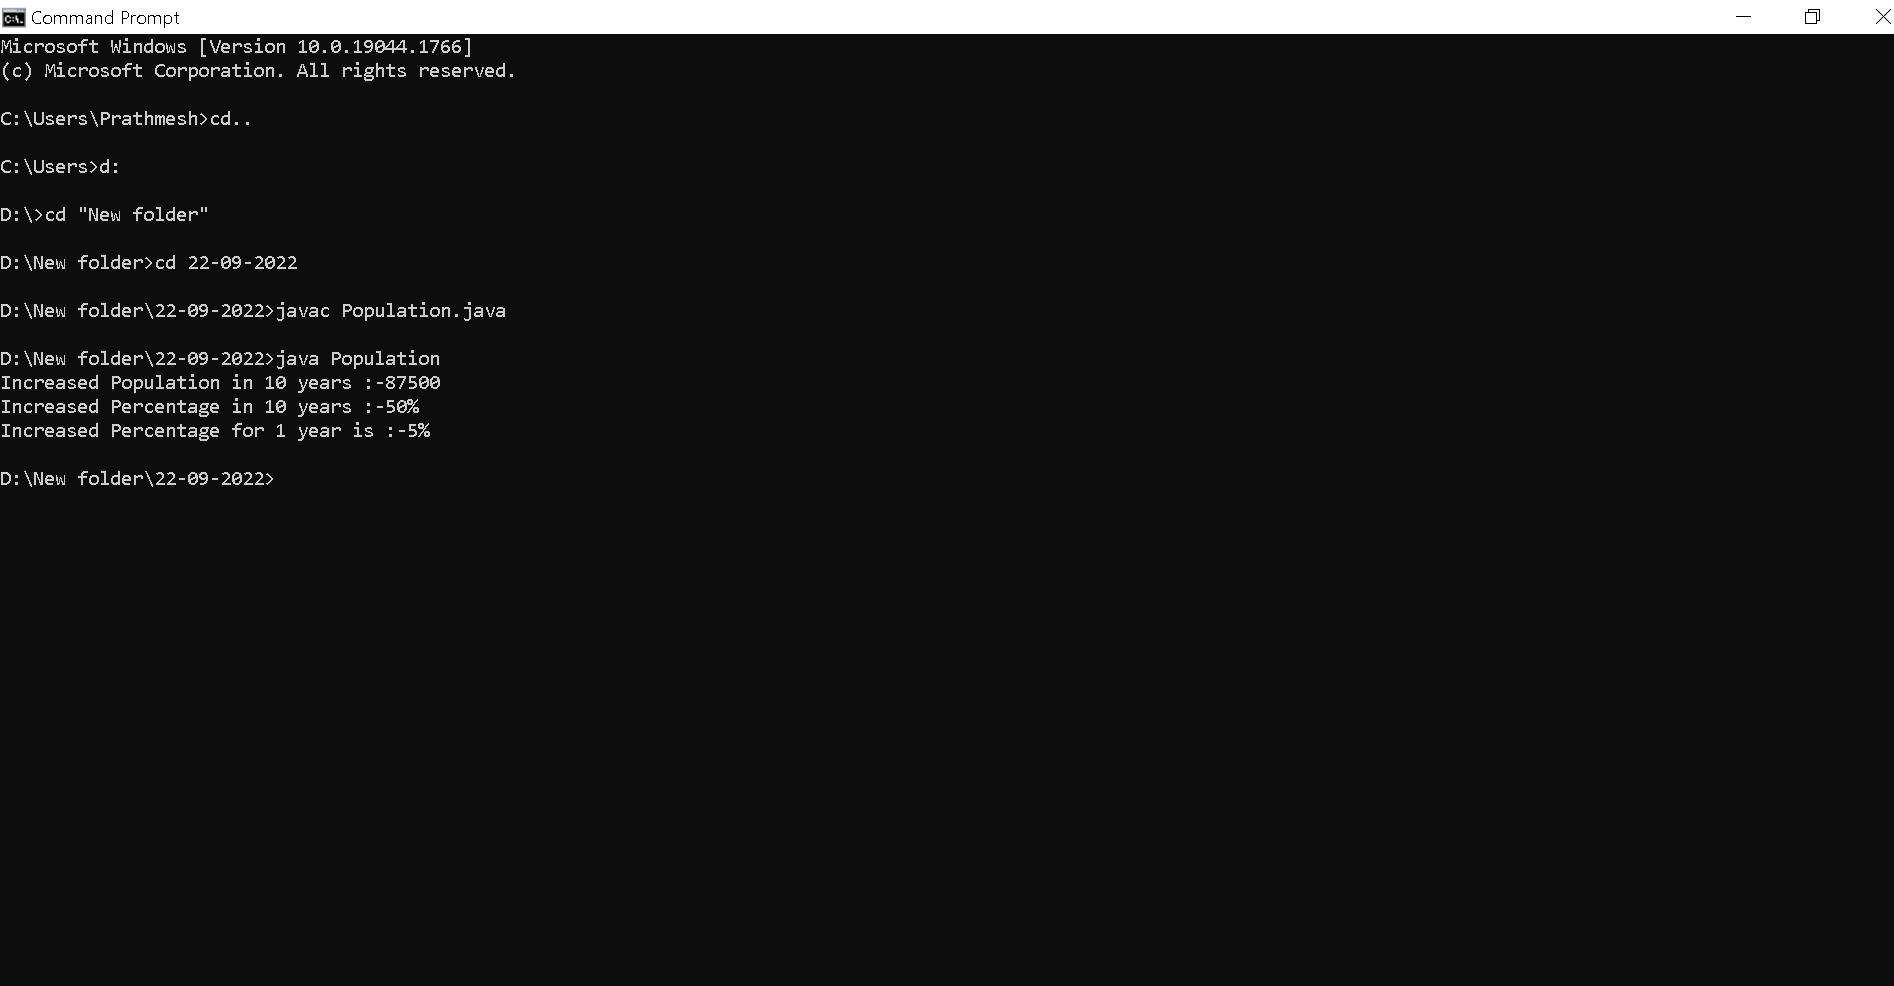 Command Prompt
Microsoft Windows [Version 10.0.19044.1766]
(c) Microsoft Corporation. All rights reserved.
C:\Users\Prathmesh>cd..
C:\Users>d:
D:\>cd "New folder"
D:\New folder>cd 22-09-2022
D:\New folder\22-09-2022>javac Population.java
D:\New folder\22-09-2022>java Population
Increased Population in 10 years :-87500
Increased Percentage in 10 years :-50%
Increased Percentage for 1 year is :-5%
D:\New folder\22-09-2022>